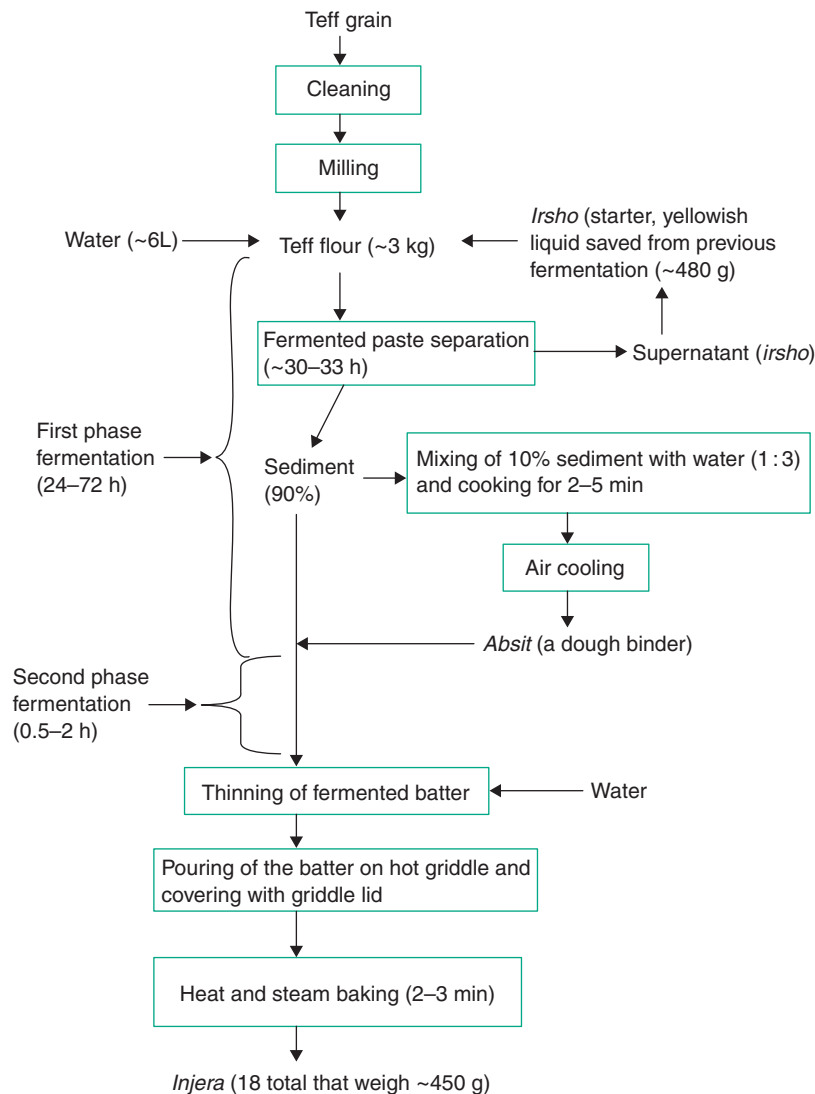 Teff grain
Cleaning
Milling
Water (~6L)
Teff flour (~3 kg)
Irsho (starter, yellowish
liquid saved from previous
fermentation (~480 g)
Fermented paste separation
(~30–33 h)
Supernatant (irsho)
First phase
fermentation
(24–72 h)
Sediment
(90%)
Mixing of 10% sediment with water (1 : 3)
and cooking for 2–5 min
Air cooling
Absit (a dough binder)
Second phase
fermentation
(0.5–2 h)
Thinning of fermented batter
Water
Pouring of the batter on hot griddle and
covering with griddle lid
Heat and steam baking (2–3 min)
Injera (18 total that weigh ~450 g)